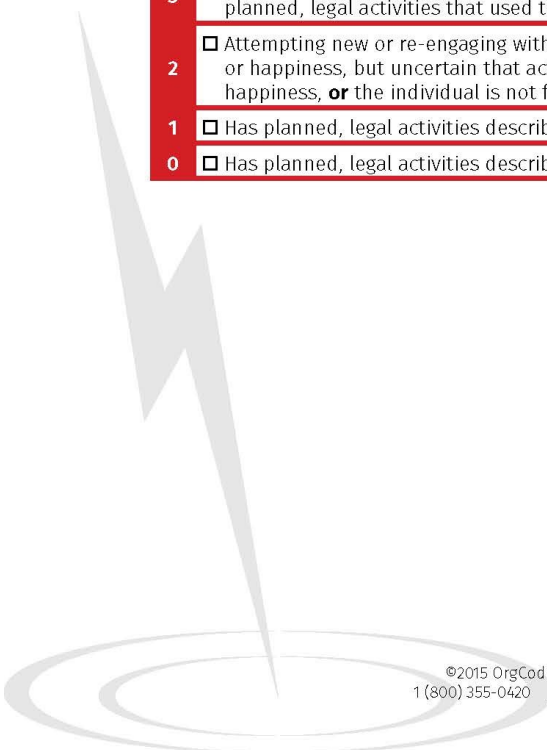 planned, legal activities that used t
2
☐ Attempting new or re-engaging with
or happiness, but uncertain that ac
happiness, or the individual is not f
1 ☐ Has planned, legal activities describ
0 ☐ Has planned, legal activities describ
©2015 OrgCod
1 (800) 355-0420